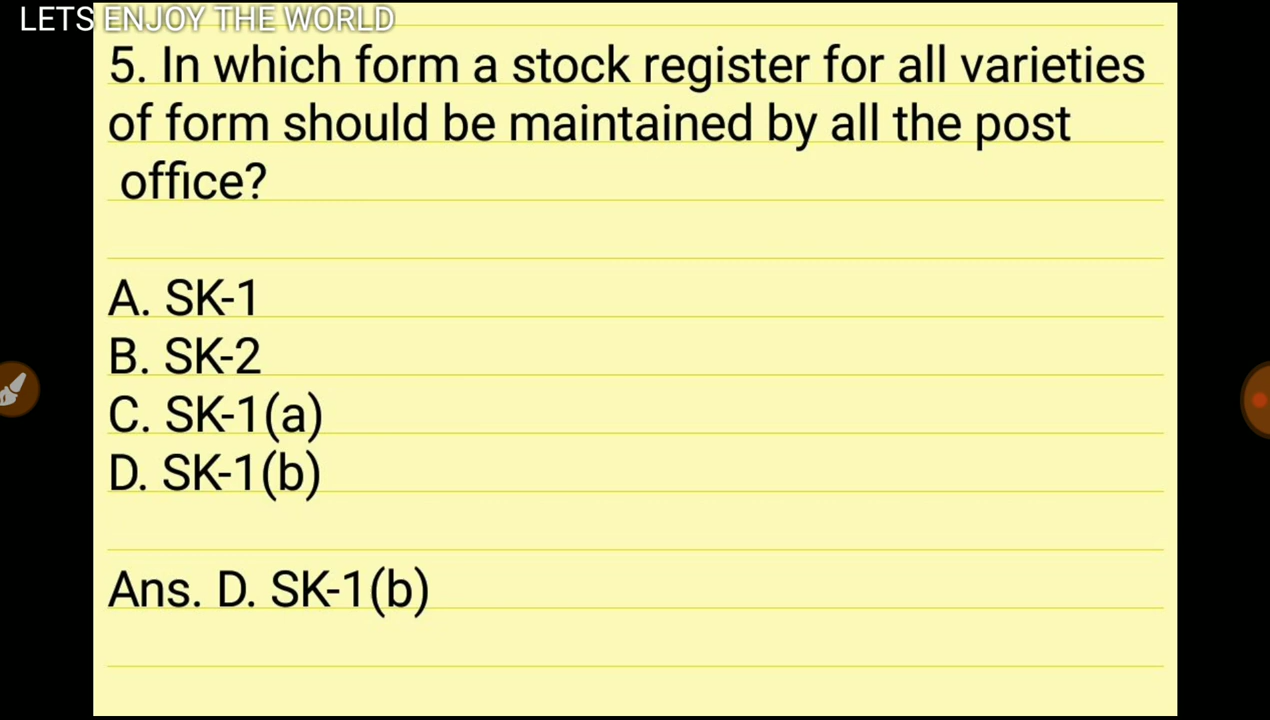 LETS ENJOY THE WORLD
5. In which form a stock register for all varieties
of form should be maintained by all the post
office?
A. SK-1
B. SK-2
C. SK-1(a)
D. SK-1(b)
Ans. D. SK-1(b)